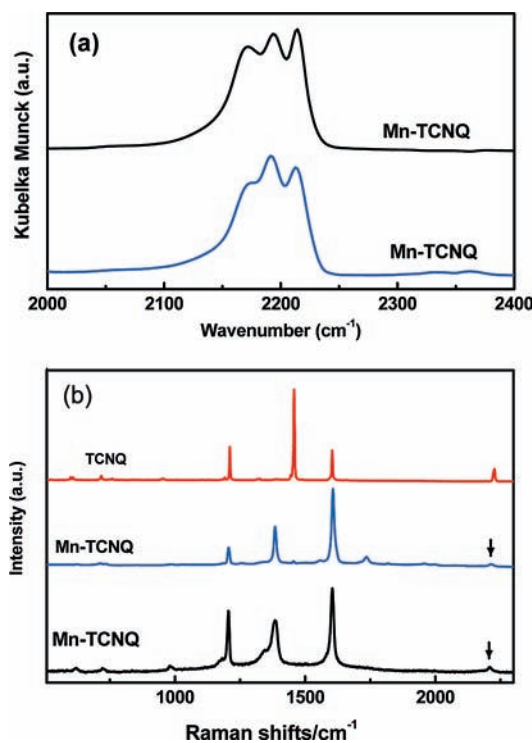 (a)
Kubelka Munck (a.u.)
Mn-TCNQ
Mn-TCNQ
2000 2100 2200 2300 2400
Wavenumber (cm-1)
(b)
Intensity (a.u.)
TCNQ
Mn-TCNQ
Mn-TCNQ
1000 1500 2000
Raman shifts/cm-1